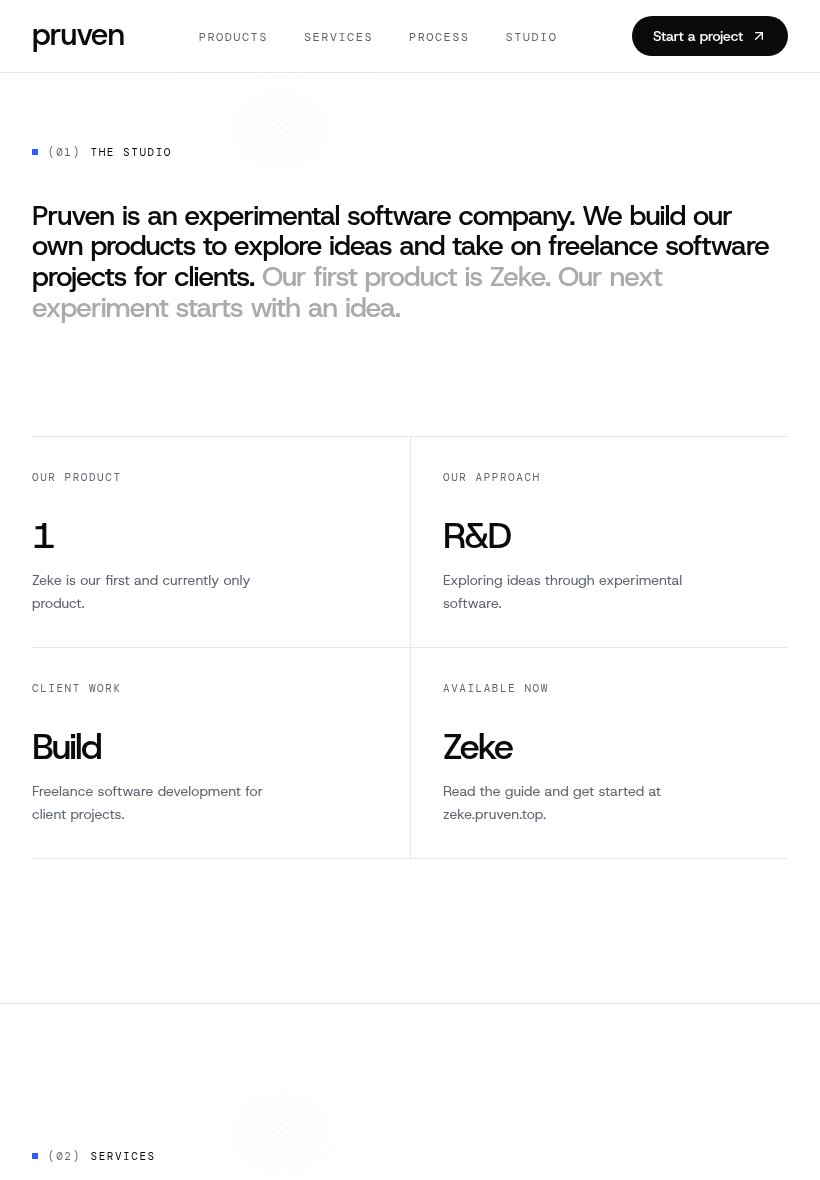 pruven
PRODUCTS
SERVICES
PROCESS
STUDIO
Start a project
(01) THE STUDIO
Pruven is an experimental software company. We build our
own products to explore ideas and take on freelance software
projects for clients. Our first product is Zeke. Our next
experiment starts with an idea.
OUR PRODUCT
1
Zeke is our first and currently only
product.
OUR APPROACH
R&D
Exploring ideas through experimental
software.
CLIENT WORK
Build
Freelance software development for
client projects.
AVAILABLE NOW
Zeke
Read the guide and get started at
zeke.pruven.top.
(02) SERVICES